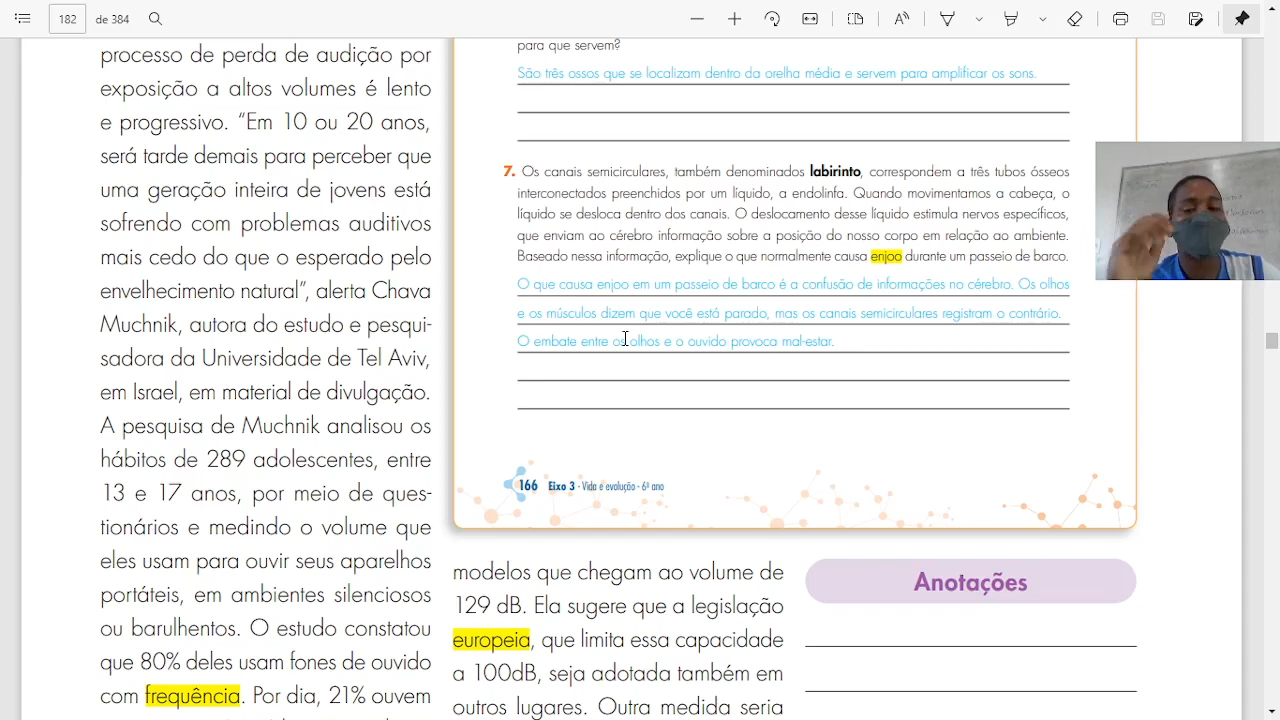 182
de 384
processo de perda de audição por
exposição a altos volumes é lento
e progressivo. “Em 10 ou 20 anos,
será tarde demais para perceber que
uma geração inteira de jovens está
sofrendo com problemas auditivos
mais cedo do que o esperado pelo
envelhecimento natural”, alerta Chava
Muchnik, autora do estudo e pesqui-
sadora da Universidade de Tel Aviv,
em Israel, em material de divulgação.
A pesquisa de Muchnik analisou os
hábitos de 289 adolescentes, entre
13 e 17 anos, por meio de ques-
tionários e medindo o volume que
eles usam para ouvir seus aparelhos
portáteis, em ambientes silenciosos
ou barulhentos. O estudo constatou
que 80% deles usam fones de ouvido
com frequência. Por dia, 21% ouvem
para que servem?
São três ossos que se localizam dentro da orelha média e servem para amplificar os sons.
7. Os canais semicirculares, também denominados labirinto, correspondem a três tubos ósseos
interconectados preenchidos por um líquido, a endolinfa. Quando movimentamos a cabeça, o
líquido se desloca dentro dos canais. O deslocamento desse líquido estimula nervos específicos,
que enviam ao cérebro informação sobre a posição do nosso corpo em relação ao ambiente.
Baseado nessa informação, explique o que normalmente causa enjoo durante um passeio de barco.
O que causa enjoo em um passeio de barco é a confusão de informações no cérebro. Os olhos
e os músculos dizem que você está parado, mas os canais semicirculares registram o contrário.
O embate entre os olhos e o ouvido provoca mal-estar.
166 Eixo 3 - Vida e evolução - 6º ano
modelos que chegam ao volume de
129 dB. Ela sugere que a legislação
europeia, que limita essa capacidade
a 100dB, seja adotada também em
outros lugares. Outra medida seria
Anotações